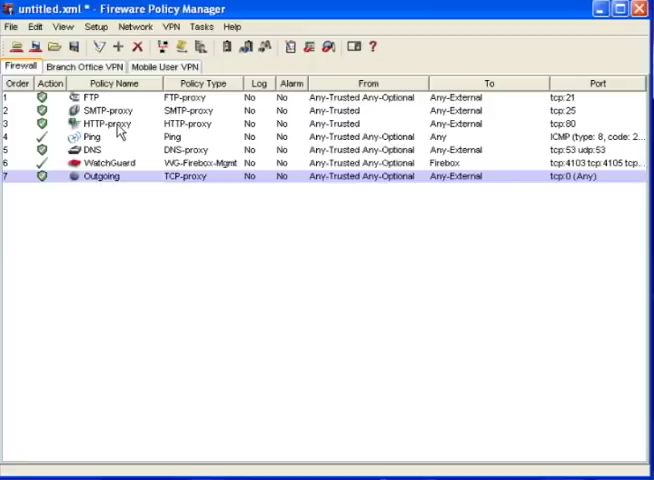 untitled.xml * - Fireware Policy Manager
File Edit View Setup Network VPN Tasks Help
Firewall Branch Office VPN Mobile User VPN
Order Action Policy Name Policy Type Log Alarm From To Port
1 FTP FTP-proxy No No Any-Trusted Any-Optional Any-External tcp:21
2 SMTP-proxy SMTP-proxy No No Any-Trusted Any-External tcp:25
3 HTTP-proxy HTTP-proxy No No Any-Trusted Any-Optional Any-External tcp:80
4 Ping Ping No No Any-Trusted Any-Optional Any ICMP (type: 8, code: 2...
5 DNS DNS-proxy No No Any-Trusted Any-Optional Any-External tcp:53 udp:53
6 WatchGuard WG-Firebox-Mgmt No No Any-Trusted Any-Optional Firebox tcp:4103 tcp:4105 tcp...
7 Outgoing TCP-proxy No No Any-Trusted Any-Optional Any-External tcp:0 (Any)